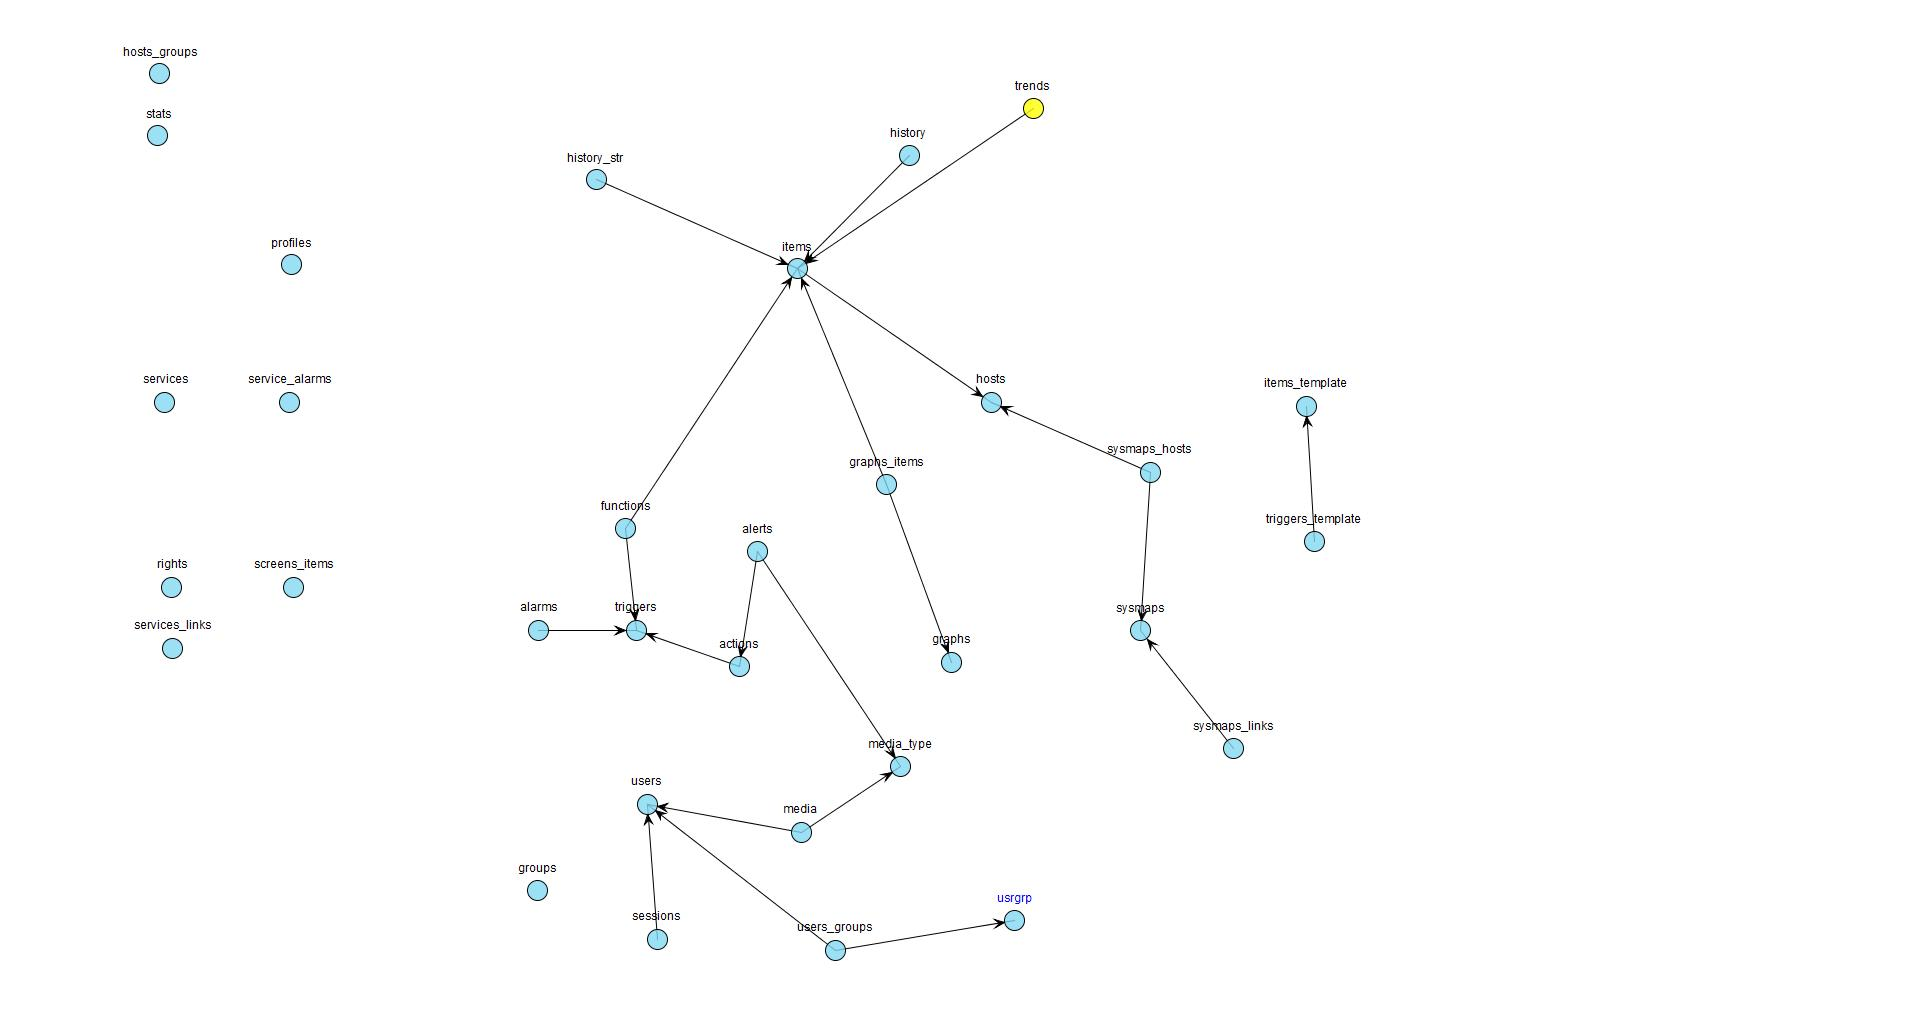 hosts_groups
trends
stats
history
history_str
profiles
items
services
service_alarms
hosts
items_template
sysmaps_hosts
graphs_items
functions
triggers_template
alerts
rights
screens_items
alarms
triggers
sysmaps
services_links
graphs
actions
sysmaps_links
media_type
users
media
groups
usrgrp
sessions
users_groups